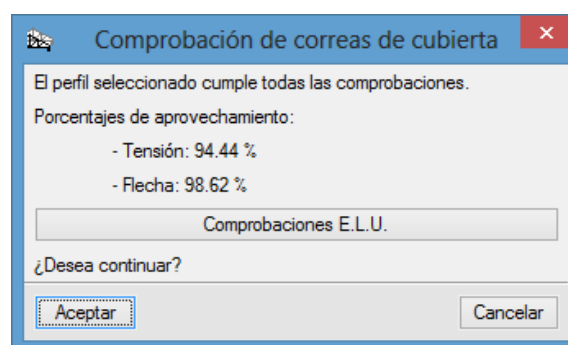 Comprobación de correas de cubierta
El perfil seleccionado cumple todas las comprobaciones.
Porcentajes de aprovechamiento:
- Tensión: 94.44 %
- Flecha: 98.62 %
Comprobaciones E.L.U.
¿Desea continuar?
Aceptar
Cancelar